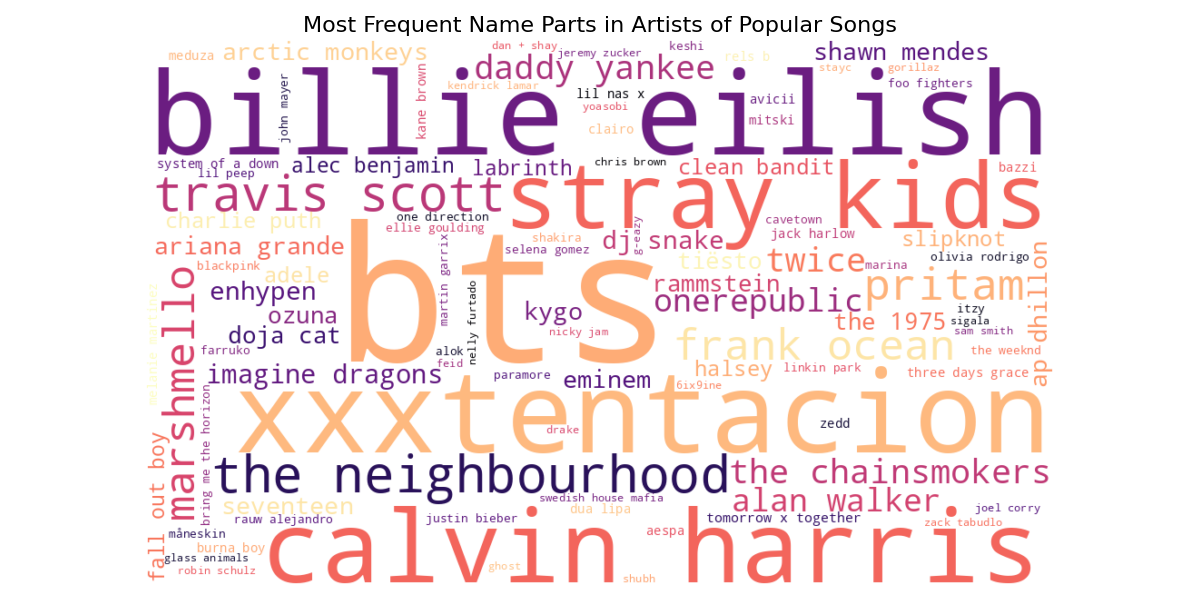 Most Frequent Name Parts in Artists of Popular Songs
meduza
arctic monkeys
dan + shay
jeremy zucker
keshi
rels b
shawn mendes
daddy yankee
stayc
gorillaz
foo fighters
billie eilish
john mayer
kane brown
kendrick lamar
lil nas x
yoasobi
avicii
clairo
mitski
system of a down
lil peep
alec benjamin
labrinth
chris brown
clean bandit
bazzi
travis scott
stray kids
charlie puth
one direction
ellie goulding
cavetown
ariana grande
martin garrix
selena gomez
shakira
dj snake
g-eazy
jack harlow
slipknot
olivia rodrigo
blackpink
adele
bts
tiësto
twice
marina
marshmello
enhypen
nelly furtado
rammstein
pritam
ap dhillon
melanie martinez
ozuna
kygo
onerepublic
itzy
sigala
sam smith
doja cat
nicky jam
the 1975
farruko
alok
feid
frank ocean
the weeknd
imagine dragons
paramore
eminem
halsey
linkin park
three days grace
6ix9ine
bring me the horizon
xxxtentacion
drake
zedd
fall out boy
the neighbourhood
the chainsmokers
seventeen
swedish house mafia
alan walker
rauw alejandro
justin bieber
dua lipa
tomorrow x together
joel corry
zack tabudlo
måneskin
burna boy
aespa
glass animals
calvin harris
robin schulz
ghost
shubh